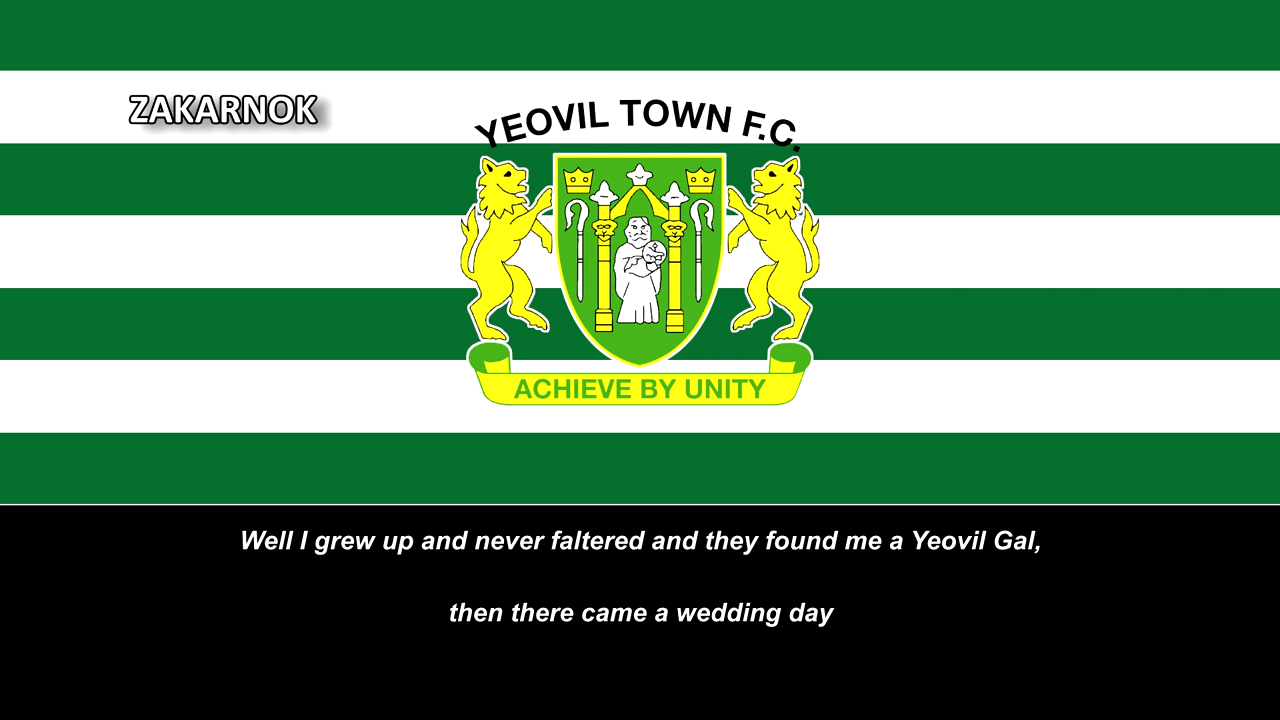 ZAKARNOK
YEOVIL TOWN F.C.
ACHIEVE BY UNITY
Well I grew up and never faltered and they found me a Yeovil Gal,
then there came a wedding day